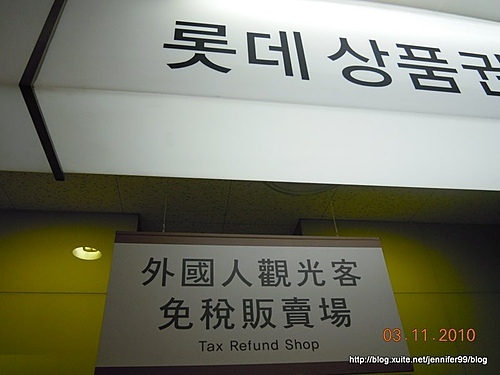 롯데 상품권
外國人觀光客
免稅販賣場
Tax Refund Shop
03.11.2010
http://blog.xuite.net/jennifer99/blog